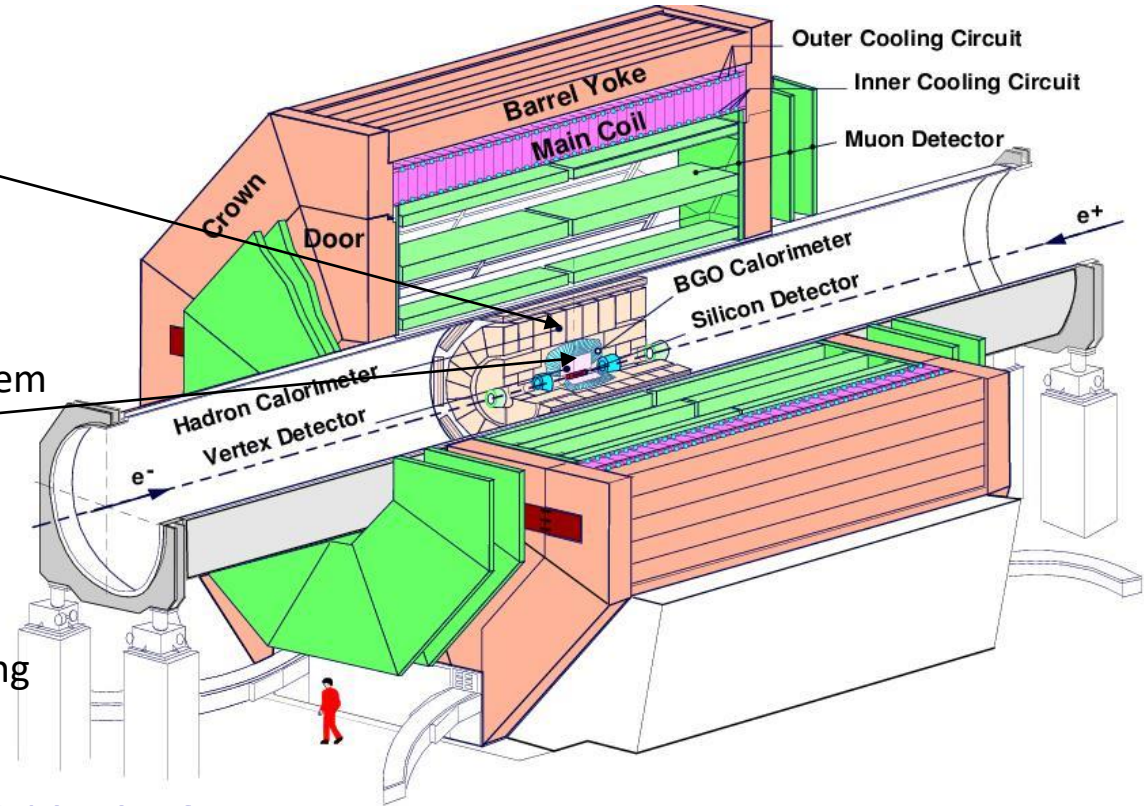 Outer Cooling Circuit
Barrel Yoke
Inner Cooling Circuit
Main Coil
Muon Detector
Crown
Door
e+
BGO Calorimeter
Silicon Detector
em
Hadron Calorimeter
Vertex Detector
e-
ng